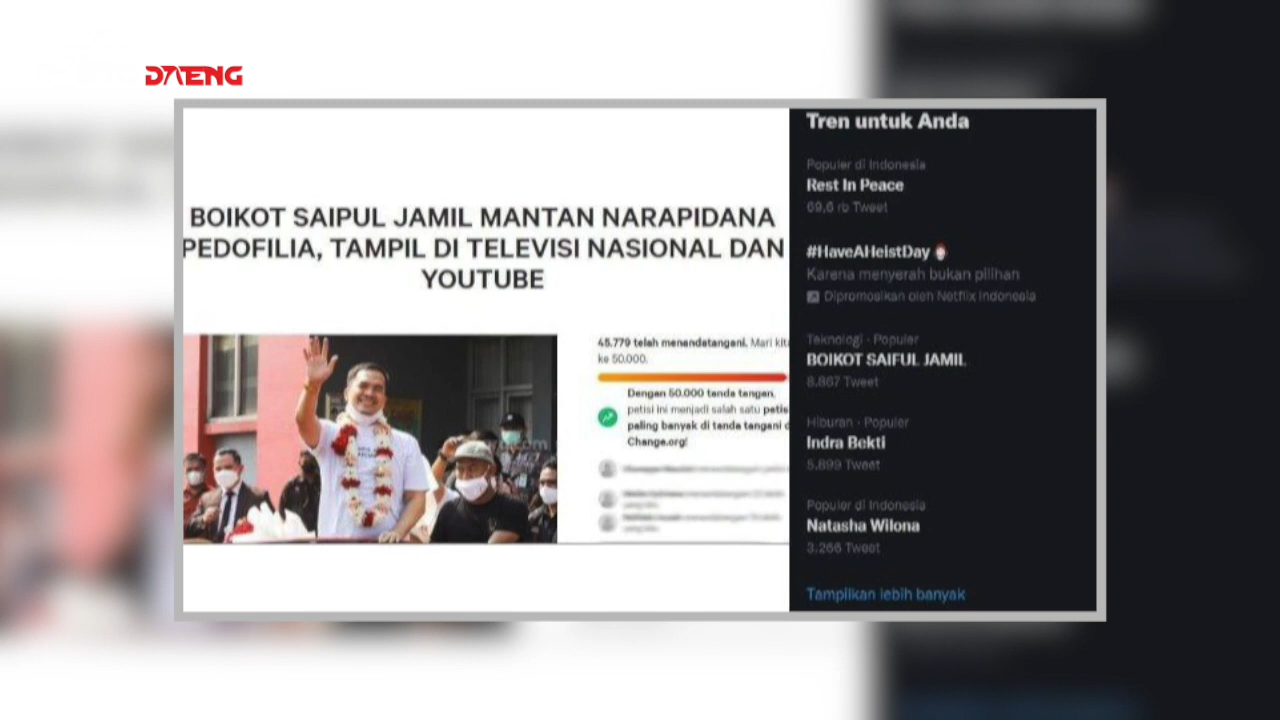 DAENG
BOIKOT SAIPUL JAMIL MANTAN NARAPIDANA
PEDOFILIA, TAMPIL DI TELEVISI NASIONAL DAN
YOUTUBE
45.779 telah menandatangani. Mari kit
ke 50.000.
Dengan 50.000 tanda tangan,
petisi ini menjadi salah satu petis
paling banyak di tanda tangani d
Change.org!
Tren untuk Anda
Populer di Indonesia
Rest In Peace
69,6 rb Tweet
#HaveAHeistDay
Karena menyerah bukan pilihan
Dipromosikan oleh Netflix Indonesia
Teknologi · Populer
BOIKOT SAIFUL JAMIL
8.867 Tweet
Hiburan · Populer
Indra Bekti
5.899 Tweet
Populer di Indonesia
Natasha Wilona
3.266 Tweet
Tampilkan lebih banyak